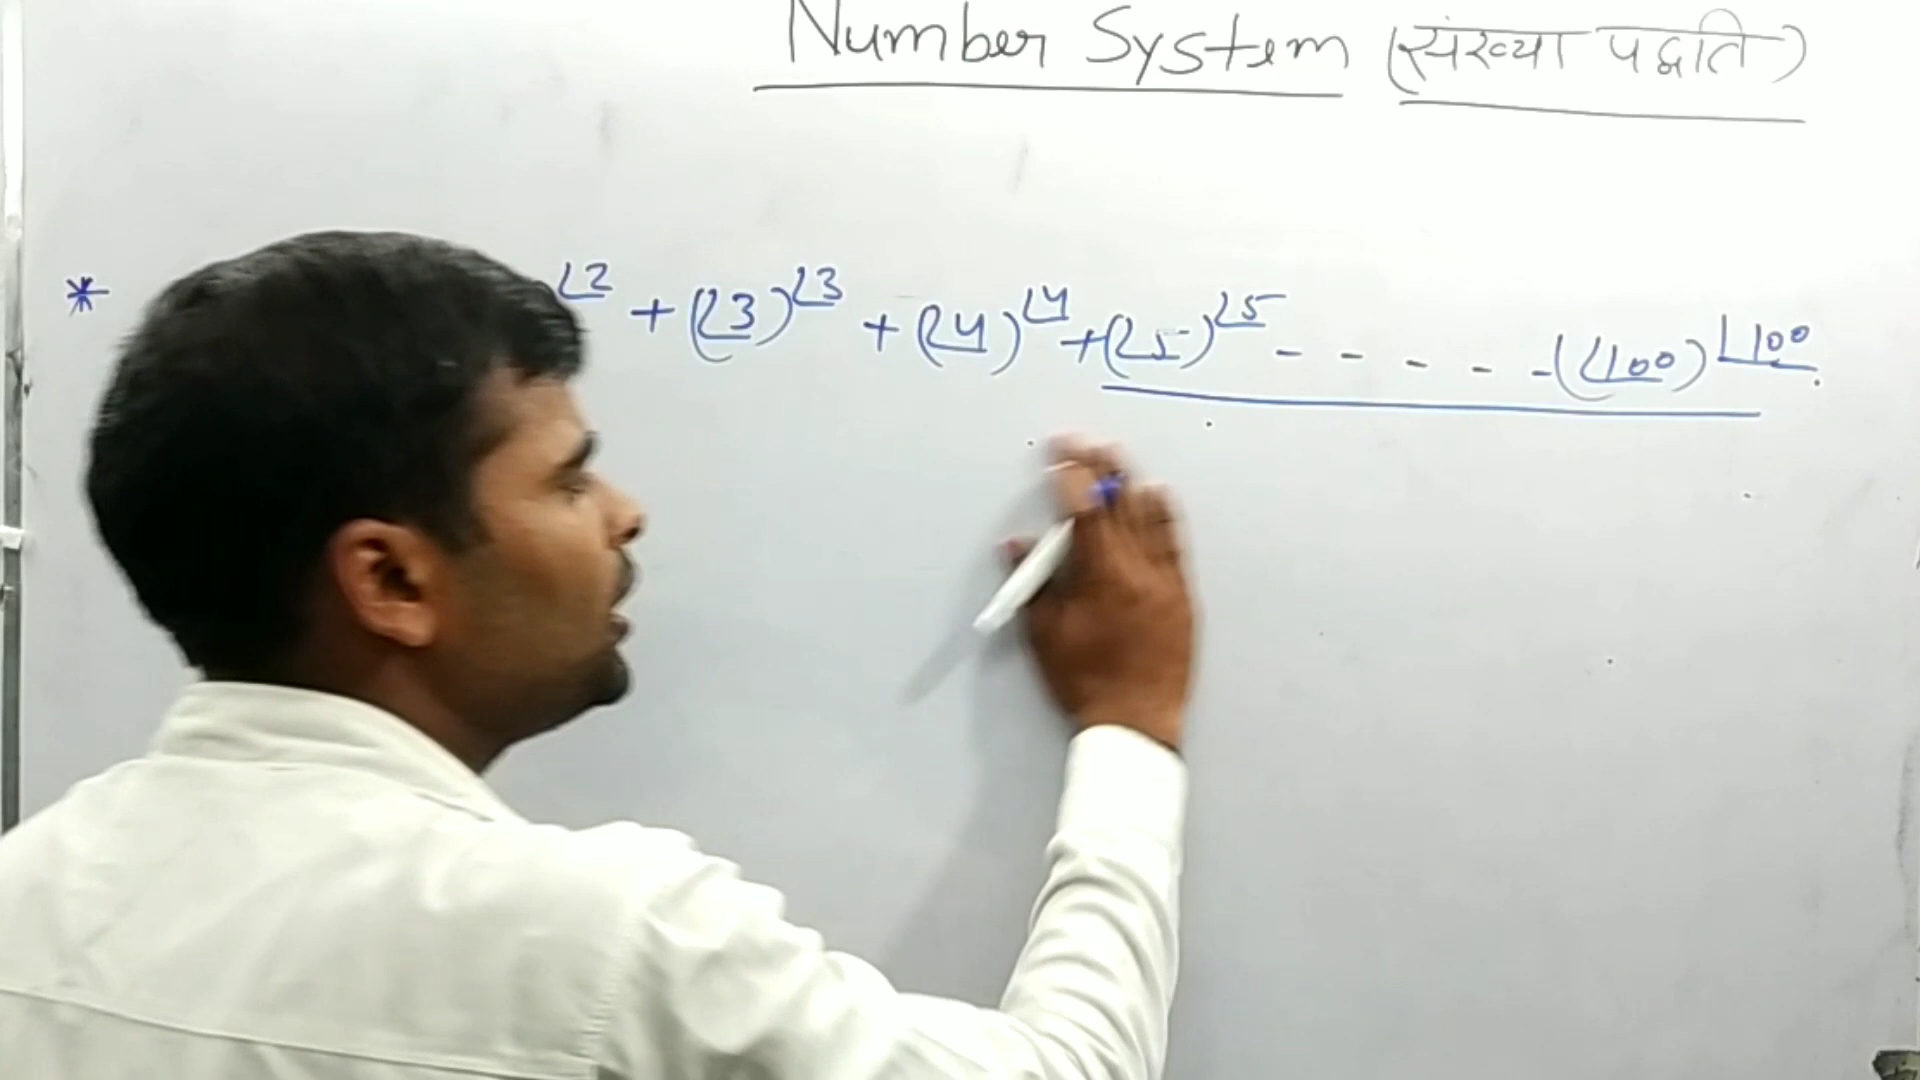 Number System (संख्या पद्धति)
* ∟2 + (∟3)∟3 + (∟4)∟4 + (∟5)∟5 - - - - - (∟100)∟100